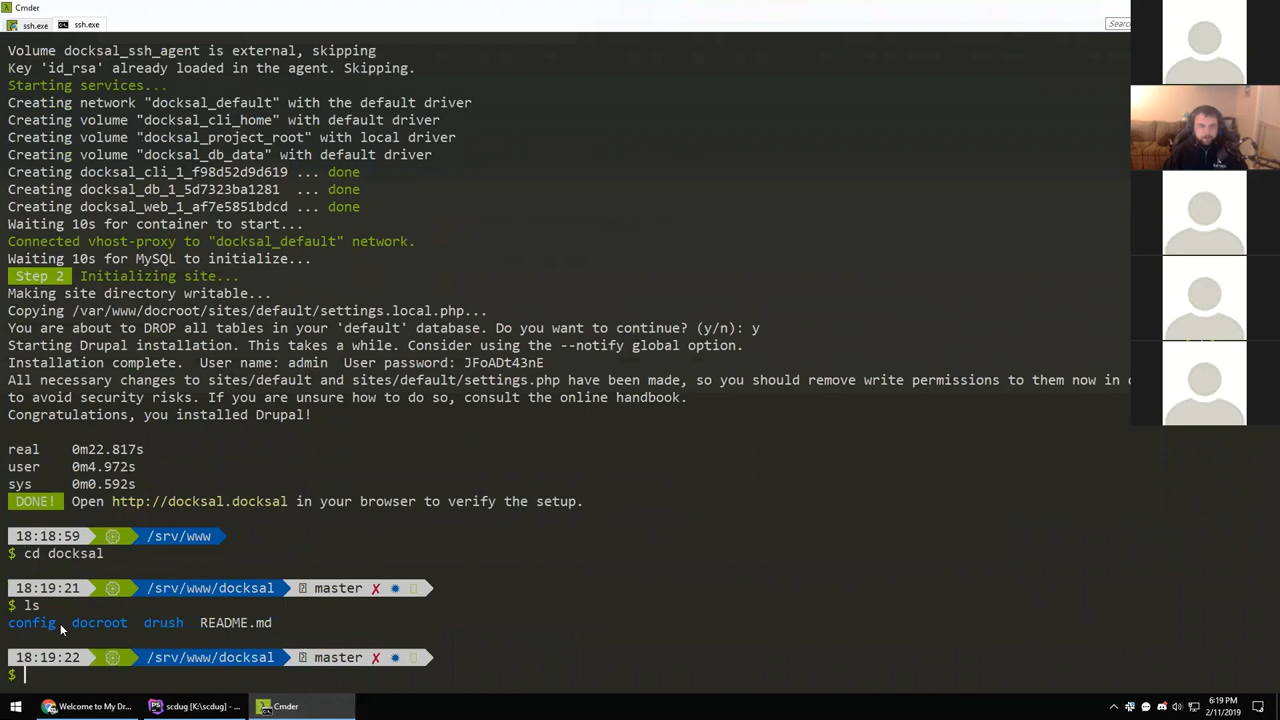 Cmder
ssh.exe
ssh.exe
Searc
Volume docksal_ssh_agent is external, skipping
Key 'id_rsa' already loaded in the agent. Skipping.
Starting services...
Creating network "docksal_default" with the default driver
Creating volume "docksal_cli_home" with default driver
Creating volume "docksal_project_root" with local driver
Creating volume "docksal_db_data" with default driver
Creating docksal_cli_1_f98d52d9d619 ... done
Creating docksal_db_1_5d7323ba1281  ... done
Creating docksal_web_1_af7e5851bdcd ... done
Waiting 10s for container to start...
Connected vhost-proxy to "docksal_default" network.
Waiting 10s for MySQL to initialize...
Step 2 Initializing site...
Making site directory writable...
Copying /var/www/docroot/sites/default/settings.local.php...
You are about to DROP all tables in your 'default' database. Do you want to continue? (y/n): y
Starting Drupal installation. This takes a while. Consider using the --notify global option.
Installation complete.  User name: admin  User password: JFoADt43nE
All necessary changes to sites/default and sites/default/settings.php have been made, so you should remove write permissions to them now in o
to avoid security risks. If you are unsure how to do so, consult the online handbook.
Congratulations, you installed Drupal!
real 0m22.817s
user 0m4.972s
sys 0m0.592s
DONE! Open http://docksal.docksal in your browser to verify the setup.
18:18:59 /srv/www
$ cd docksal
18:19:21 /srv/www/docksal master ✗
$ ls
config docroot drush README.md
18:19:22 /srv/www/docksal master ✗
$
Welcome to My Dr... scdug [K:\scdug] - ... Cmder
6:19 PM
2/11/2019